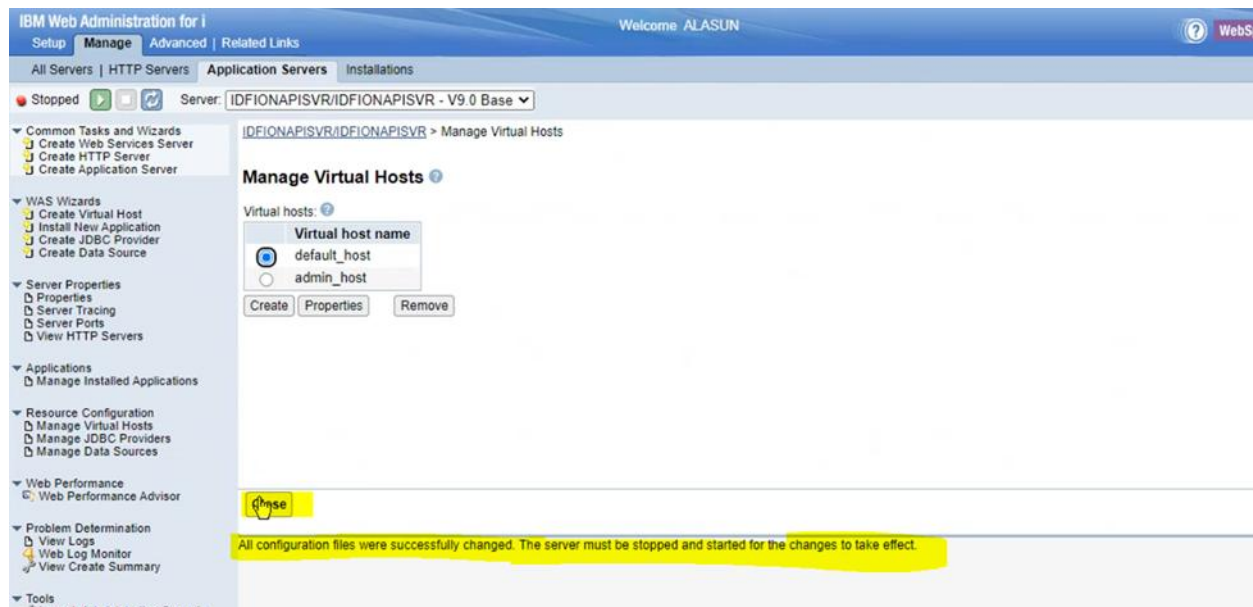 IBM Web Administration for i
Welcome ALASUN
WebS
Setup Manage Advanced | Related Links
All Servers | HTTP Servers Application Servers Installations
Stopped Server: IDFIONAPISVR/IDFIONAPISVR - V9.0 Base
Common Tasks and Wizards
Create Web Services Server
Create HTTP Server
Create Application Server
WAS Wizards
Create Virtual Host
Install New Application
Create JDBC Provider
Create Data Source
Server Properties
Properties
Server Tracing
Server Ports
View HTTP Servers
Applications
Manage Installed Applications
Resource Configuration
Manage Virtual Hosts
Manage JDBC Providers
Manage Data Sources
Web Performance
Web Performance Advisor
Problem Determination
View Logs
Web Log Monitor
View Create Summary
Tools
IDFIONAPISVR/IDFIONAPISVR > Manage Virtual Hosts
Manage Virtual Hosts
Virtual hosts:
Virtual host name
default_host
admin_host
Create Properties Remove
All configuration files were successfully changed. The server must be stopped and started for the changes to take effect.